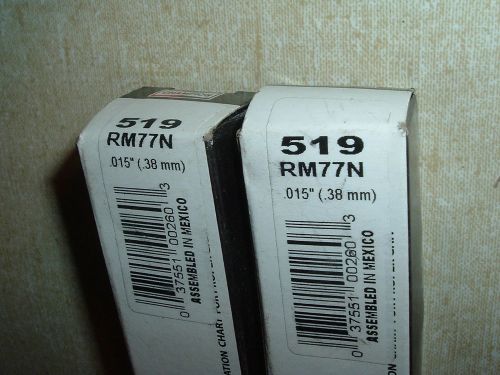 519
RM77N
.015" (.38 mm)
0 37551 00260 3
ASSEMBLED IN MEXICO
519
RM77N
.015" (.38 mm)
0 37551 00260 3
ASSEMBLED IN MEXICO